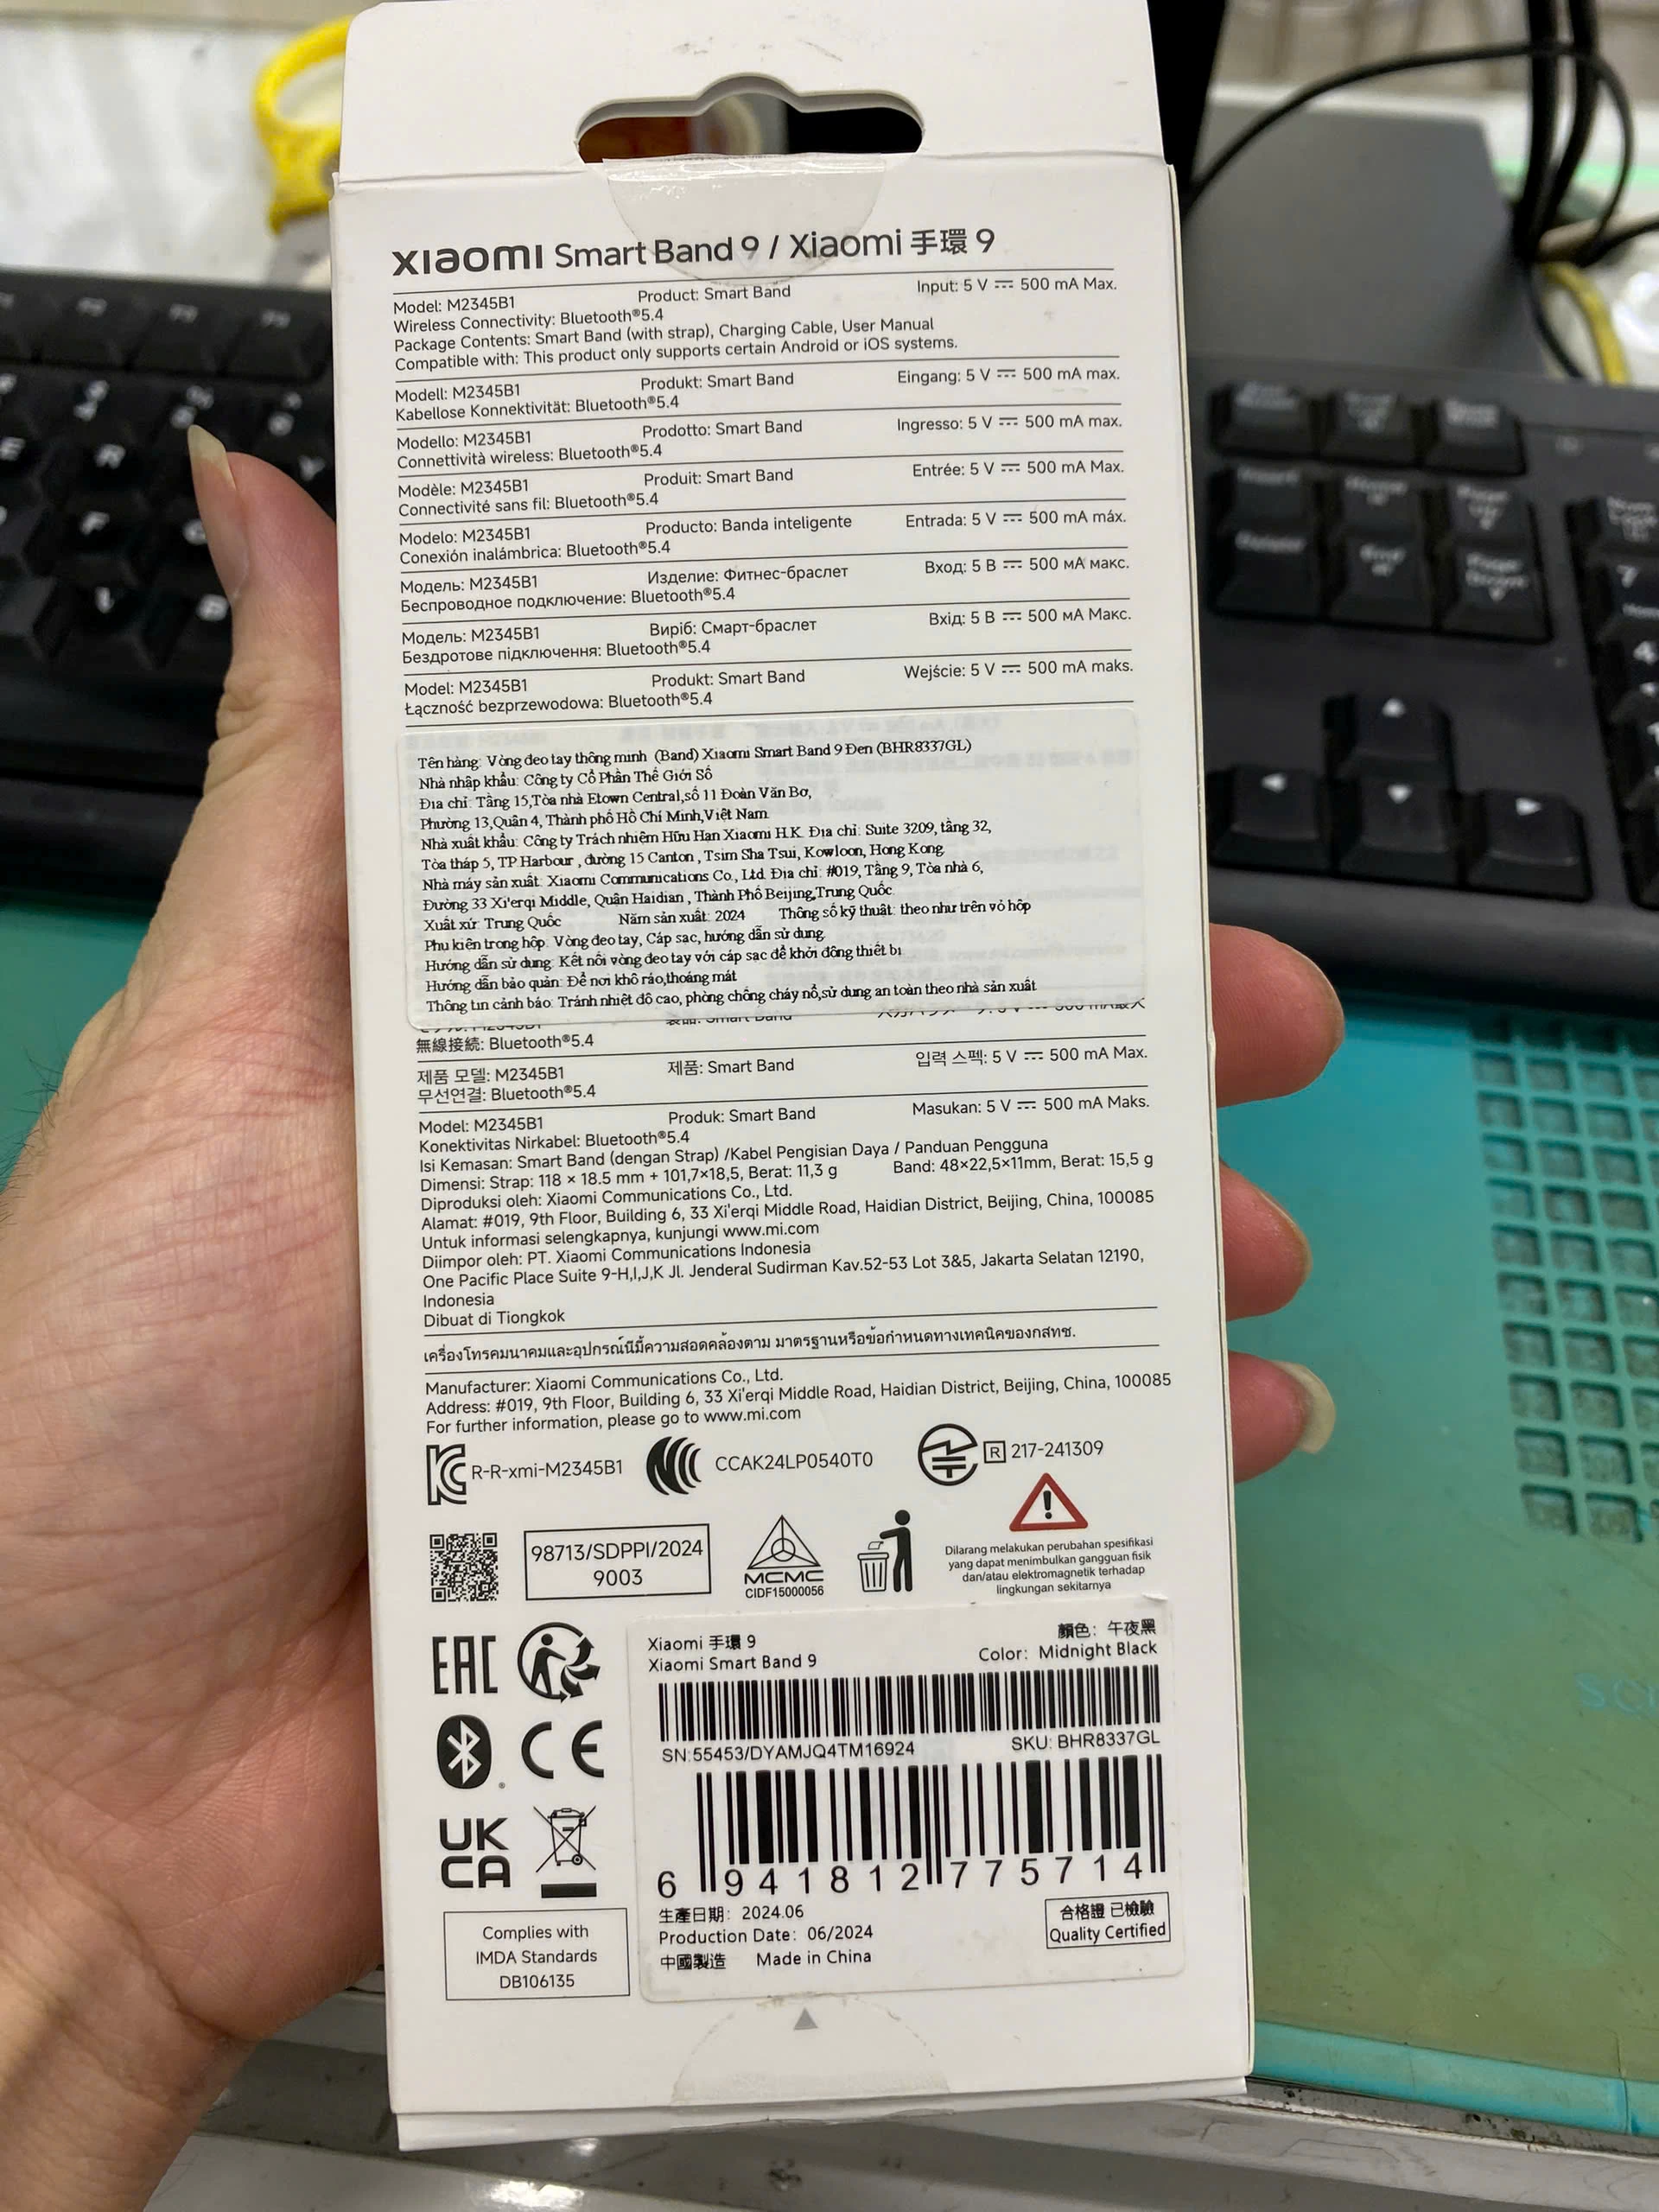 xiaomi Smart Band 9 / Xiaomi 手環 9
Model: M2345B1 Product: Smart Band Input: 5 V ⎓ 500 mA Max.
Wireless Connectivity: Bluetooth®5.4
Package Contents: Smart Band (with strap), Charging Cable, User Manual
Compatible with: This product only supports certain Android or iOS systems.
Modell: M2345B1 Produkt: Smart Band Eingang: 5 V ⎓ 500 mA max.
Kabellose Konnektivität: Bluetooth®5.4
Modello: M2345B1 Prodotto: Smart Band Ingresso: 5 V ⎓ 500 mA max.
Connettività wireless: Bluetooth®5.4
Modèle: M2345B1 Produit: Smart Band Entrée: 5 V ⎓ 500 mA Max.
Connectivité sans fil: Bluetooth®5.4
Modelo: M2345B1 Producto: Banda inteligente Entrada: 5 V ⎓ 500 mA máx.
Conexión inalámbrica: Bluetooth®5.4
Модель: M2345B1 Изделие: Фитнес-браслет Вход: 5 В ⎓ 500 мА макс.
Беспроводное подключение: Bluetooth®5.4
Модель: M2345B1 Виріб: Смарт-браслет Вхід: 5 В ⎓ 500 мА Макс.
Бездротове підключення: Bluetooth®5.4
Model: M2345B1 Produkt: Smart Band Wejście: 5 V ⎓ 500 mA maks.
Łączność bezprzewodowa: Bluetooth®5.4
Tên hàng: Vòng đeo tay thông minh (Band) Xiaomi Smart Band 9 Đen (BHR8337GL)
Nhà nhập khẩu: Công ty Cổ Phần Thế Giới Số
Địa chỉ: Tầng 15,Tòa nhà Etown Central,số 11 Đoàn Văn Bơ,
Phường 13,Quận 4, Thành phố Hồ Chí Minh,Việt Nam
Nhà xuất khẩu: Công ty Trách nhiệm Hữu Hạn Xiaomi H.K. Địa chỉ: Suite 3209, tầng 32,
Tòa tháp 5, TP Harbour , đường 15 Canton , Tsim Sha Tsui, Kowloon, Hong Kong
Nhà máy sản xuất: Xiaomi Communications Co., Ltd. Địa chỉ: #019, Tầng 9, Tòa nhà 6,
Đường 33 Xi'erqi Middle, Quận Haidian , Thành Phố Beijing,Trung Quốc
Xuất xứ: Trung Quốc Năm sản xuất: 2024 Thông số kỹ thuật: theo như trên vỏ hộp
Phụ kiện trong hộp: Vòng đeo tay, Cáp sạc, hướng dẫn sử dụng
Hướng dẫn sử dụng: Kết nối vòng đeo tay với cáp sạc để khởi động thiết bị
Hướng dẫn bảo quản: Để nơi khô ráo,thoáng mát
Thông tin cảnh báo: Tránh nhiệt độ cao, phòng chống cháy nổ,sử dụng an toàn theo nhà sản xuất
無線接続: Bluetooth®5.4
제품 모델: M2345B1 제품: Smart Band 입력 스펙: 5 V ⎓ 500 mA Max.
무선연결: Bluetooth®5.4
Model: M2345B1 Produk: Smart Band Masukan: 5 V ⎓ 500 mA Maks.
Konektivitas Nirkabel: Bluetooth®5.4
Isi Kemasan: Smart Band (dengan Strap) /Kabel Pengisian Daya / Panduan Pengguna
Dimensi: Strap: 118 × 18.5 mm + 101,7×18,5, Berat: 11,3 g Band: 48×22,5×11mm, Berat: 15,5 g
Diproduksi oleh: Xiaomi Communications Co., Ltd.
Alamat: #019, 9th Floor, Building 6, 33 Xi'erqi Middle Road, Haidian District, Beijing, China, 100085
Untuk informasi selengkapnya, kunjungi www.mi.com
Diimpor oleh: PT. Xiaomi Communications Indonesia
One Pacific Place Suite 9-H,I,J,K Jl. Jenderal Sudirman Kav.52-53 Lot 3&5, Jakarta Selatan 12190,
Indonesia
Dibuat di Tiongkok
เครื่องโทรคมนาคมและอุปกรณ์นี้มีความสอดคล้องตาม มาตรฐานหรือข้อกำหนดทางเทคนิคของกสทช.
Manufacturer: Xiaomi Communications Co., Ltd.
Address: #019, 9th Floor, Building 6, 33 Xi'erqi Middle Road, Haidian District, Beijing, China, 100085
For further information, please go to www.mi.com
R-R-xmi-M2345B1 CCAK24LP0540T0 R 217-241309
98713/SDPPI/2024
9003
MCMC
CIDF15000056
Dilarang melakukan perubahan spesifikasi
yang dapat menimbulkan gangguan fisik
dan/atau elektromagnetik terhadap
lingkungan sekitarnya
EAC
CE
UK
CA
Complies with
IMDA Standards
DB106135
Xiaomi 手環 9 顏色: 午夜黑
Xiaomi Smart Band 9 Color: Midnight Black
SN:55453/DYAMJQ4TM16924 SKU: BHR8337GL
6 941812 775714
生產日期: 2024.06
Production Date: 06/2024
中國製造 Made in China
合格證 已檢驗
Quality Certified